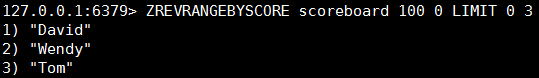 127.0.0.1:6379> ZREVRANGEBYSCORE scoreboard 100 0 LIMIT 0 3
1) "David"
2) "Wendy"
3) "Tom"